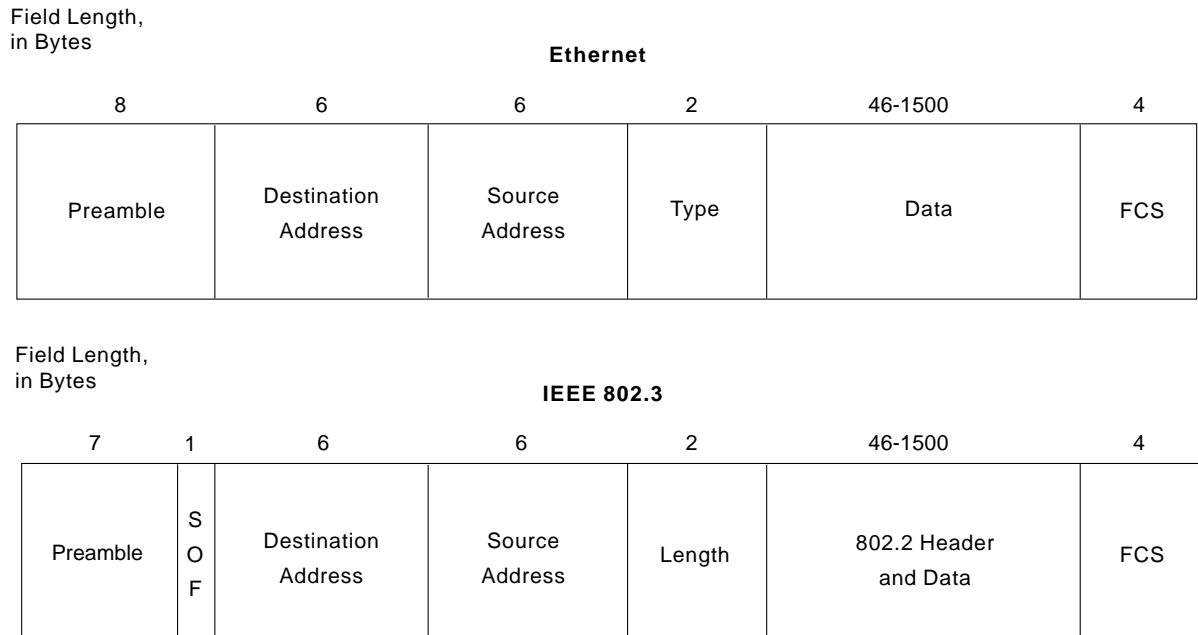 Field Length,
in Bytes
Ethernet
8 6 6 2 46-1500 4
Preamble
Destination
Address
Source
Address
Type
Data
FCS
Field Length,
in Bytes
IEEE 802.3
7 1 6 6 2 46-1500 4
Preamble
S
O
F
Destination
Address
Source
Address
Length
802.2 Header
and Data
FCS